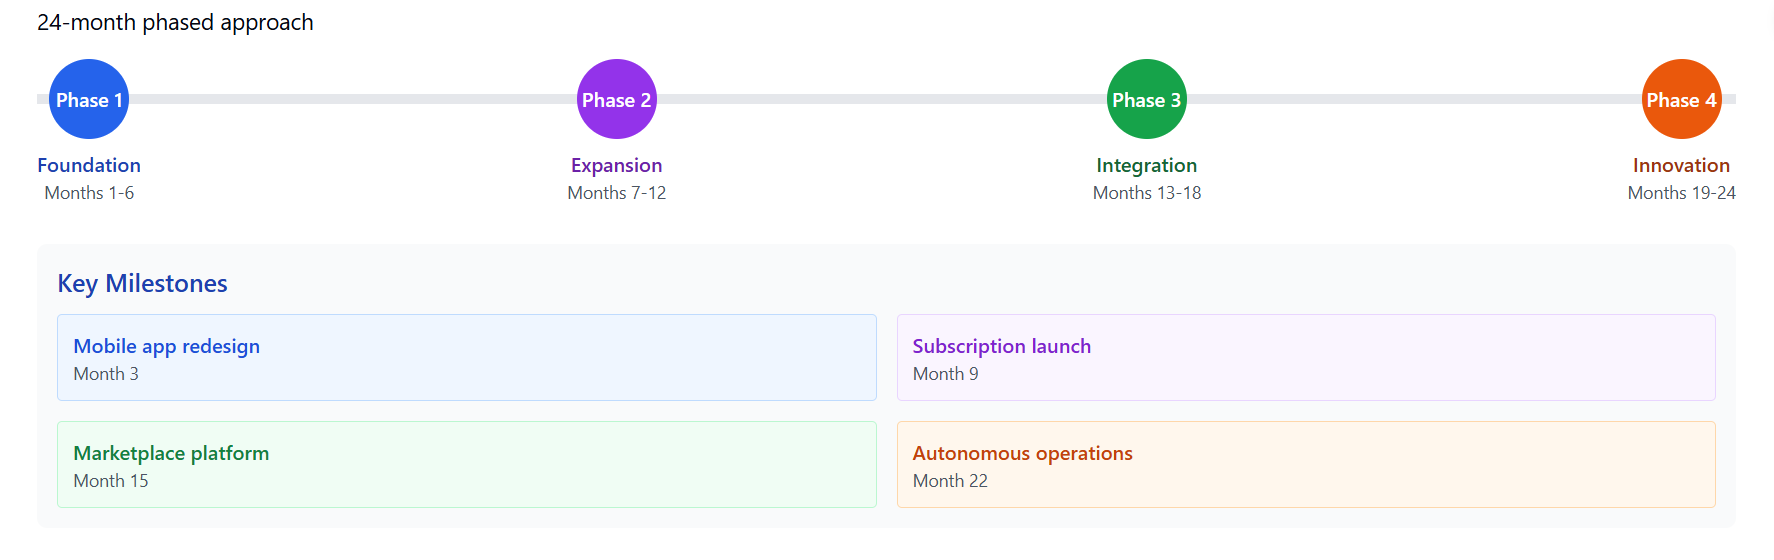 24-month phased approach
Phase 1
Phase 2
Phase 3
Phase 4
Foundation
Months 1-6
Expansion
Months 7-12
Integration
Months 13-18
Innovation
Months 19-24
Key Milestones
Mobile app redesign
Month 3
Subscription launch
Month 9
Marketplace platform
Month 15
Autonomous operations
Month 22